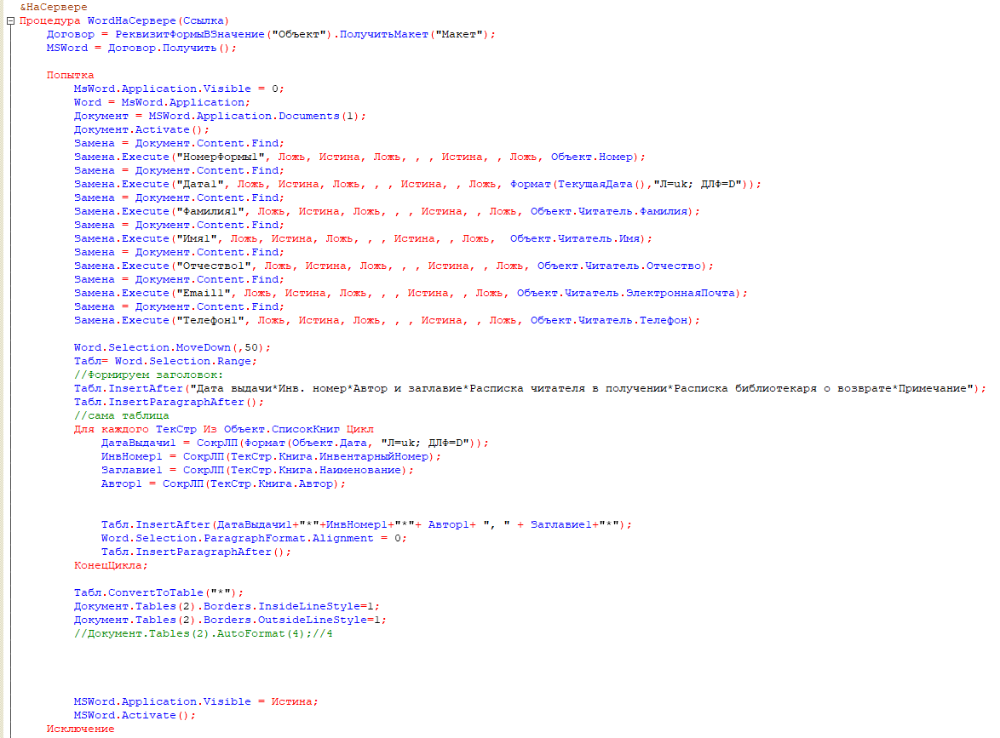 &НаСервере
Процедура WordНаСервере(Ссылка)
    Договор = РеквизитФормыВЗначение("Объект").ПолучитьМакет("Макет");
    MSWord = Договор.Получить();

    Попытка
        MsWord.Application.Visible = 0;
        Word = MsWord.Application;
        Документ = MSWord.Application.Documents(1);
        Документ.Activate();
        Замена = Документ.Content.Find;
        Замена.Execute("НомерФормы1", Ложь, Истина, Ложь, , , Истина, , Ложь, Объект.Номер);
        Замена = Документ.Content.Find;
        Замена.Execute("Дата1", Ложь, Истина, Ложь, , , Истина, , Ложь, Формат(ТекущаяДата(),"Л=uk; ДЛФ=D"));
        Замена = Документ.Content.Find;
        Замена.Execute("Фамилия1", Ложь, Истина, Ложь, , , Истина, , Ложь, Объект.Читатель.Фамилия);
        Замена = Документ.Content.Find;
        Замена.Execute("Имя1", Ложь, Истина, Ложь, , , Истина, , Ложь,  Объект.Читатель.Имя);
        Замена = Документ.Content.Find;
        Замена.Execute("Отчество1", Ложь, Истина, Ложь, , , Истина, , Ложь, Объект.Читатель.Отчество);
        Замена = Документ.Content.Find;
        Замена.Execute("Email1", Ложь, Истина, Ложь, , , Истина, , Ложь, Объект.Читатель.ЭлектроннаяПочта);
        Замена = Документ.Content.Find;
        Замена.Execute("Телефон1", Ложь, Истина, Ложь, , , Истина, , Ложь, Объект.Читатель.Телефон);

        Word.Selection.MoveDown(,50);
        Табл= Word.Selection.Range;
        //Формируем заголовок:
        Табл.InsertAfter("Дата выдачи*Инв. номер*Автор и заглавие*Расписка читателя в получении*Расписка библиотекаря о возврате*Примечание");
        Табл.InsertParagraphAfter();
        //сама таблица
        Для каждого ТекСтр Из Объект.СписокКниг Цикл
            ДатаВыдачи1 = СокрЛП(Формат(Объект.Дата, "Л=uk; ДЛФ=D"));
            ИнвНомер1 = СокрЛП(ТекСтр.Книга.ИнвентарныйНомер);
            Заглавие1 = СокрЛП(ТекСтр.Книга.Наименование);
            Автор1 = СокрЛП(ТекСтр.Книга.Автор);

            Табл.InsertAfter(ДатаВыдачи1+"*"+ИнвНомер1+"*"+ Автор1+ ", " + Заглавие1+"*");
            Word.Selection.ParagraphFormat.Alignment = 0;
            Табл.InsertParagraphAfter();
        КонецЦикла;

        Табл.ConvertToTable("*");
        Документ.Tables(2).Borders.InsideLineStyle=1;
        Документ.Tables(2).Borders.OutsideLineStyle=1;
        //Документ.Tables(2).AutoFormat(4);//4

        MSWord.Application.Visible = Истина;
        MSWord.Activate();
    Исключение